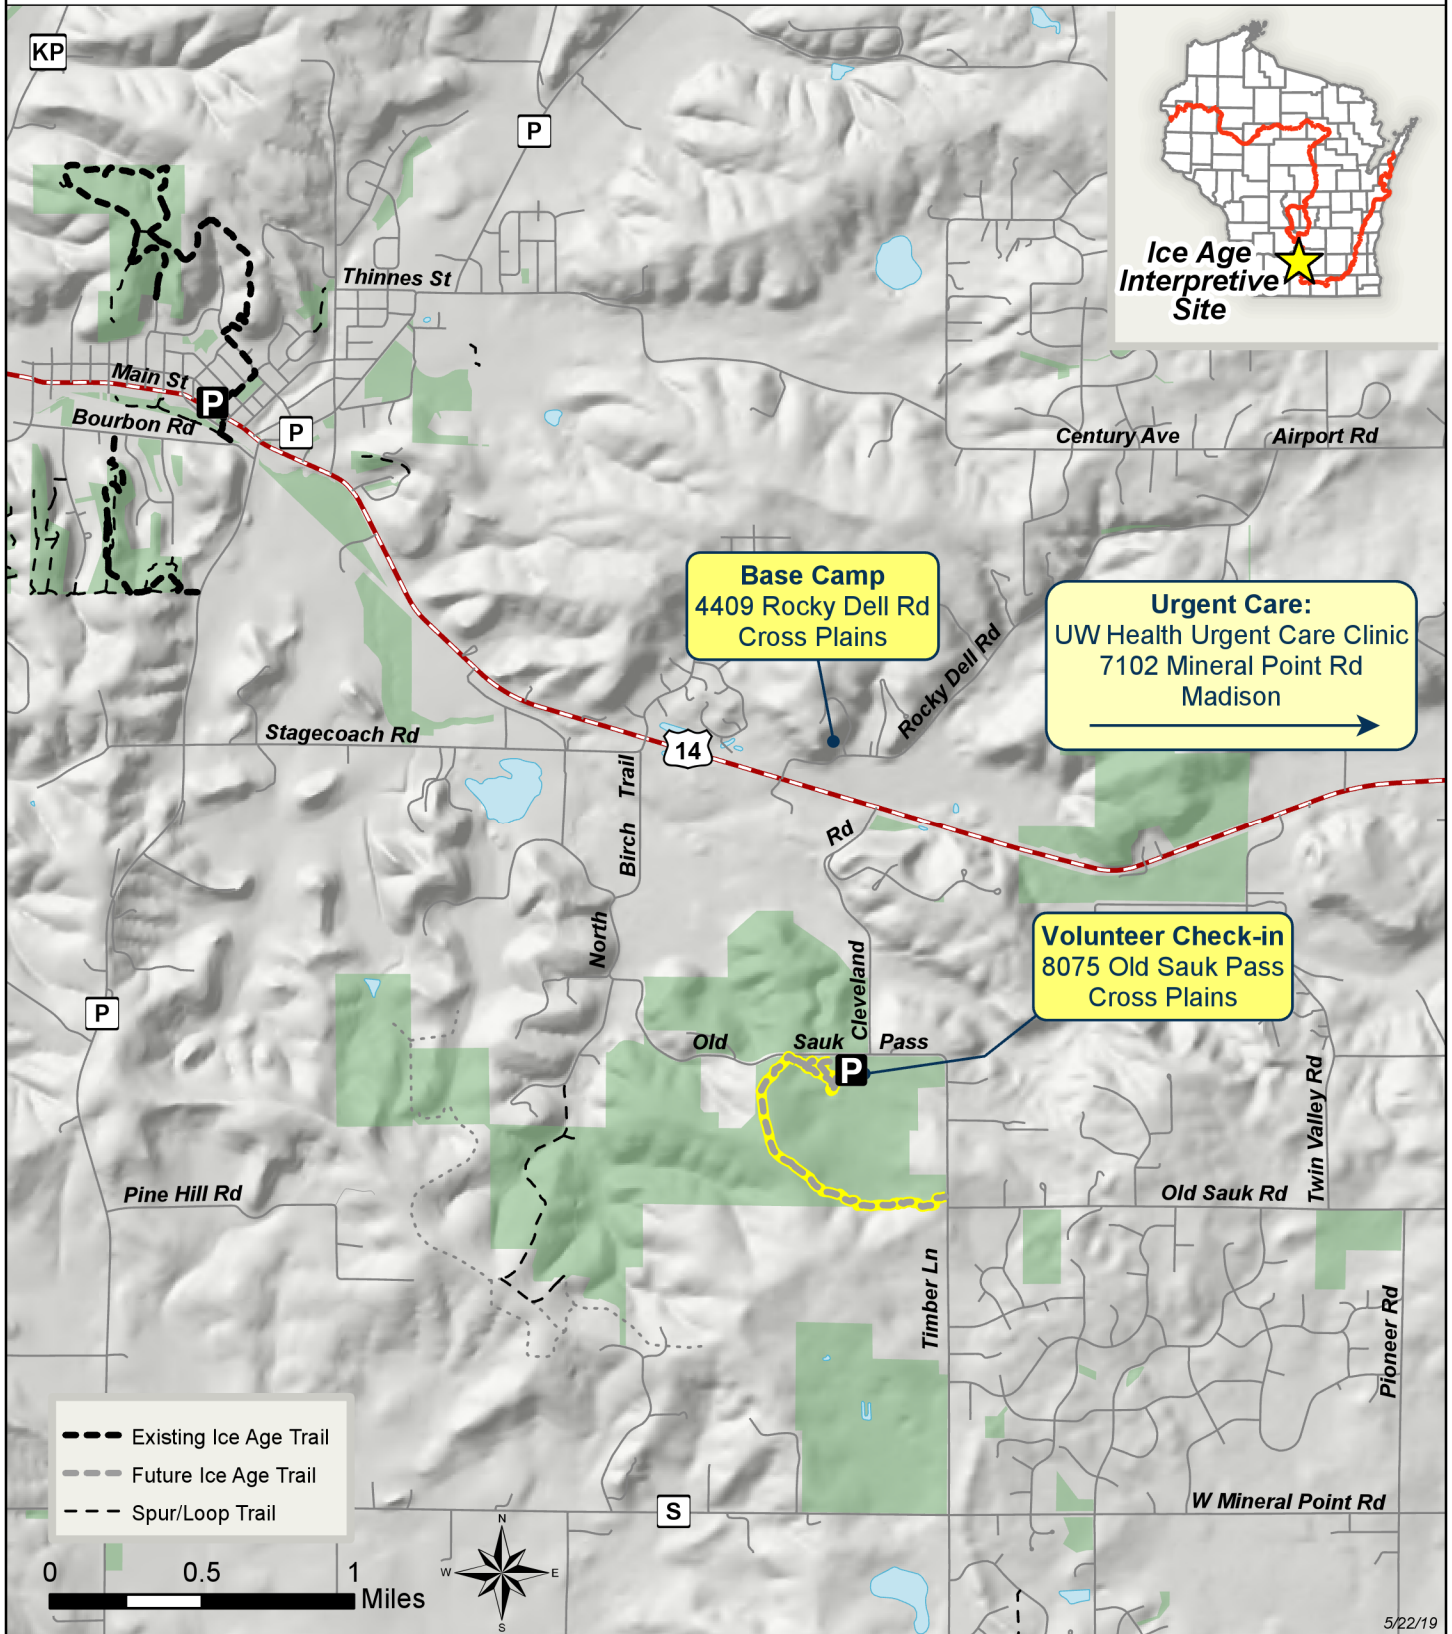 KP
P
Ice Age
Interpretive
Site
Thinnes St
Main St
P
Bourbon Rd
P
Century Ave
Airport Rd
Base Camp
4409 Rocky Dell Rd
Cross Plains
Urgent Care:
UW Health Urgent Care Clinic
7102 Mineral Point Rd
Madison
Rocky Dell Rd
Stagecoach Rd
14
North Birch Trail
Cleveland Rd
Volunteer Check-in
8075 Old Sauk Pass
Cross Plains
P
Old Sauk Pass
P
Twin Valley Rd
Pine Hill Rd
Old Sauk Rd
Timber Ln
Pioneer Rd
Existing Ice Age Trail
Future Ice Age Trail
Spur/Loop Trail
W Mineral Point Rd
S
N
W E
S
0 0.5 1
Miles
5/22/19